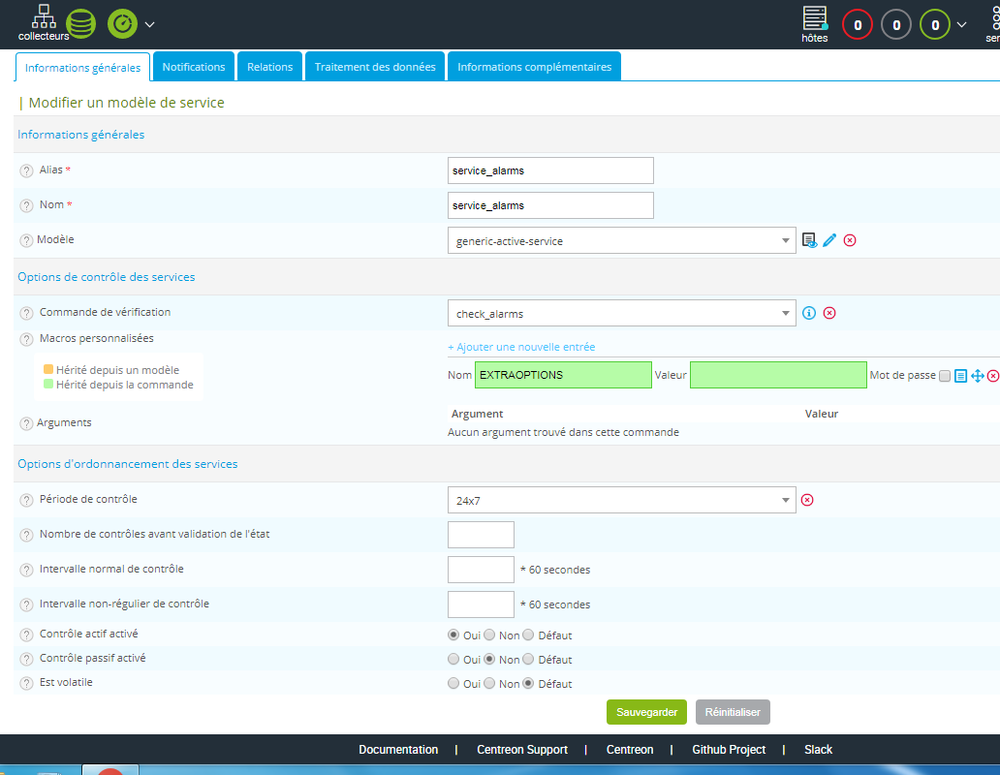 collecteurs
hôtes
0
0
0
ser
Informations générales
Notifications
Relations
Traitement des données
Informations complémentaires
| Modifier un modèle de service
Informations générales
? Alias *
service_alarms
? Nom *
service_alarms
? Modèle
generic-active-service
Options de contrôle des services
? Commande de vérification
check_alarms
? Macros personnalisées
+ Ajouter une nouvelle entrée
Hérité depuis un modèle
Hérité depuis la commande
Nom EXTRAOPTIONS Valeur Mot de passe
? Arguments
Argument Valeur
Aucun argument trouvé dans cette commande
Options d'ordonnancement des services
? Période de contrôle
24x7
? Nombre de contrôles avant validation de l'état
? Intervalle normal de contrôle
* 60 secondes
? Intervalle non-régulier de contrôle
* 60 secondes
? Contrôle actif activé
Oui Non Défaut
? Contrôle passif activé
Oui Non Défaut
? Est volatile
Oui Non Défaut
Sauvegarder
Réinitialiser
Documentation | Centreon Support | Centreon | Github Project | Slack